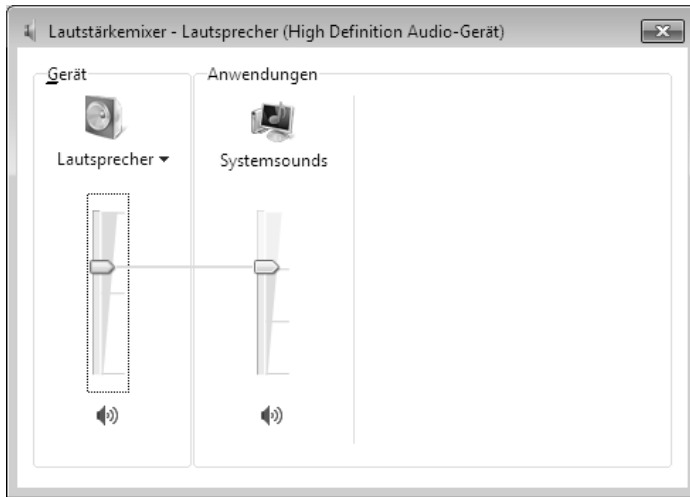 Lautstärkemixer - Lautsprecher (High Definition Audio-Gerät)
Gerät
Lautsprecher
Anwendungen
Systemsounds